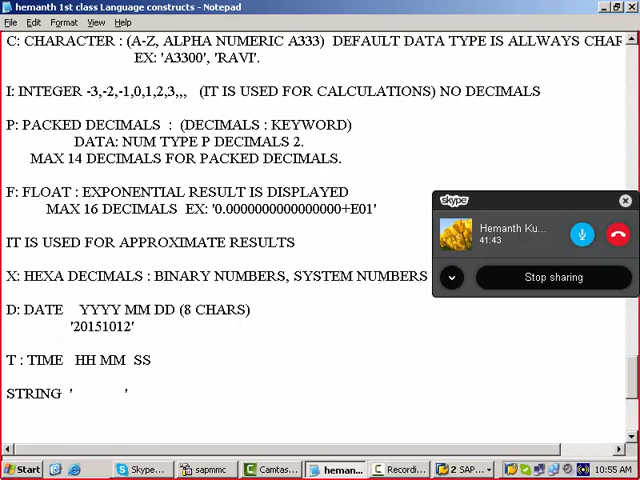 hemanth 1st class Language constructs - Notepad
File Edit Format View Help
C: CHARACTER : (A-Z, ALPHA NUMERIC A333) DEFAULT DATA TYPE IS ALLWAYS CHAR
EX: 'A3300', 'RAVI'.
I: INTEGER -3,-2,-1,0,1,2,3,,, (IT IS USED FOR CALCULATIONS) NO DECIMALS
P: PACKED DECIMALS : (DECIMALS : KEYWORD)
DATA: NUM TYPE P DECIMALS 2.
MAX 14 DECIMALS FOR PACKED DECIMALS.
F: FLOAT : EXPONENTIAL RESULT IS DISPLAYED
MAX 16 DECIMALS EX: '0.0000000000000000+E01'
IT IS USED FOR APPROXIMATE RESULTS
X: HEXA DECIMALS : BINARY NUMBERS, SYSTEM NUMBERS
D: DATE YYYY MM DD (8 CHARS)
'20151012'
T : TIME HH MM SS
STRING ' '
skype
Hemanth Ku...
41:43
Stop sharing
Start
Skype...
sapmmc
Camtas...
heman...
Recordi...
2 SAP...
10:55 AM